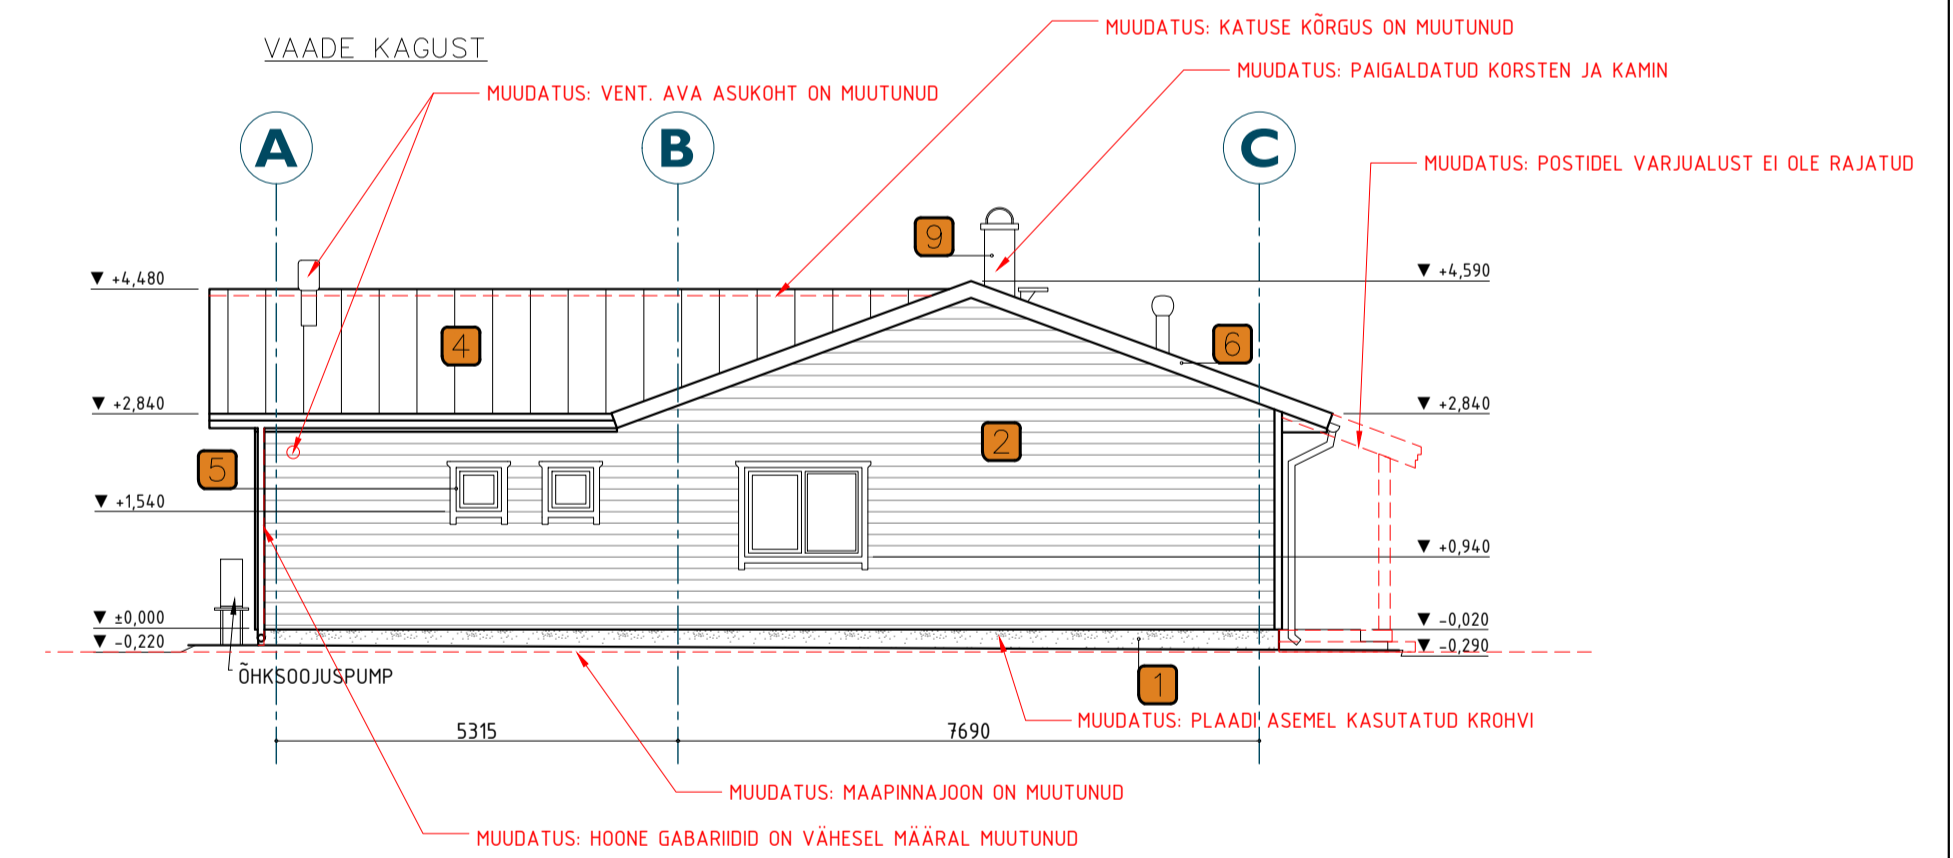 MUUDATUS: KATUSE KÕRGUS ON MUUTUNUD
VAADE KAGUST
MUUDATUS: PAIGALDATUD KORSTEN JA KAMIN
MUUDATUS: VENT. AVA ASUKOHT ON MUUTUNUD
A
B
C
MUUDATUS: POSTIDEL VARJUALUST EI OLE RAJATUD
9
▼ +4,480
▼ +4,590
4
6
▼ +2,840
▼ +2,840
2
5
▼ +1,540
▼ +0,940
▼ ±0,000
▼ -0,020
▼ -0,220
▼ -0,290
ÕHKSOOJUSPUMP
1
MUUDATUS: PLAADI ASEMEL KASUTATUD KROHVI
5315
7690
MUUDATUS: MAAPINNAJOON ON MUUTUNUD
MUUDATUS: HOONE GABARIIDID ON VÄHESEL MÄÄRAL MUUTUNUD